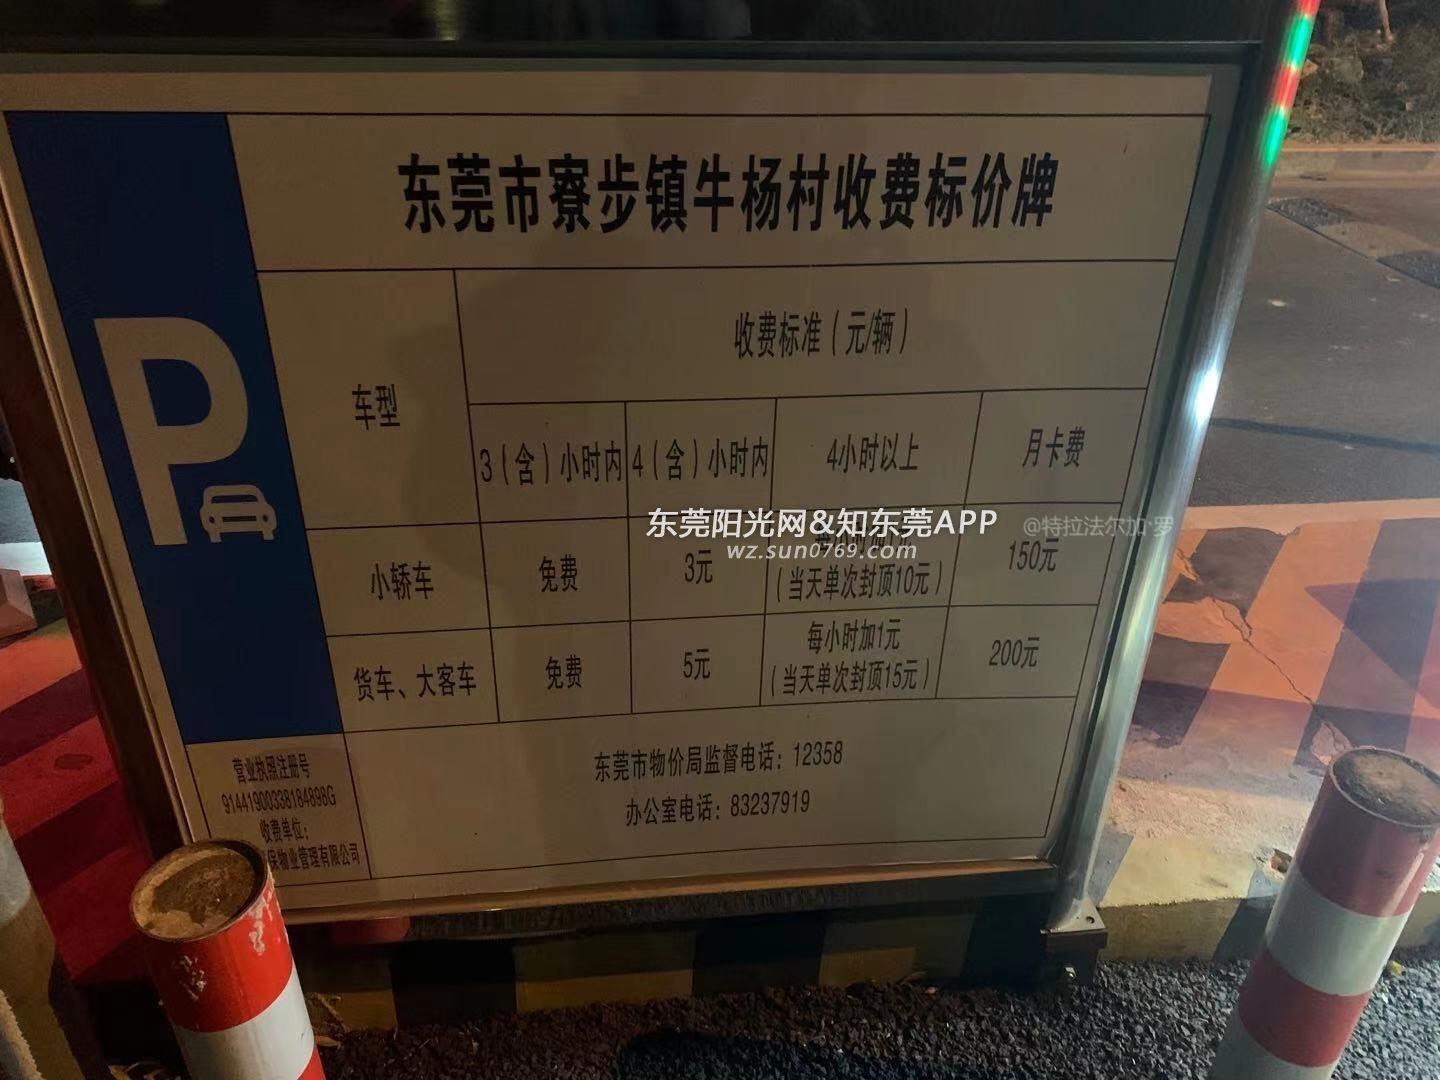 东莞市寮步镇牛杨村收费标价牌
车型
收费标准（元/辆）
3（含）小时内
4（含）小时内
4小时以上
月卡费
小轿车
免费
3元
（当天单次封顶10元）
150元
货车、大客车
免费
5元
每小时加1元
（当天单次封顶15元）
200元
营业执照注册号
91441900338184898G
收费单位：
保物业管理有限公司
东莞市物价局监督电话：12358
办公室电话：83237919
P
东莞阳光网&知东莞APP
wz.sun0769.com
@特拉法尔加·罗